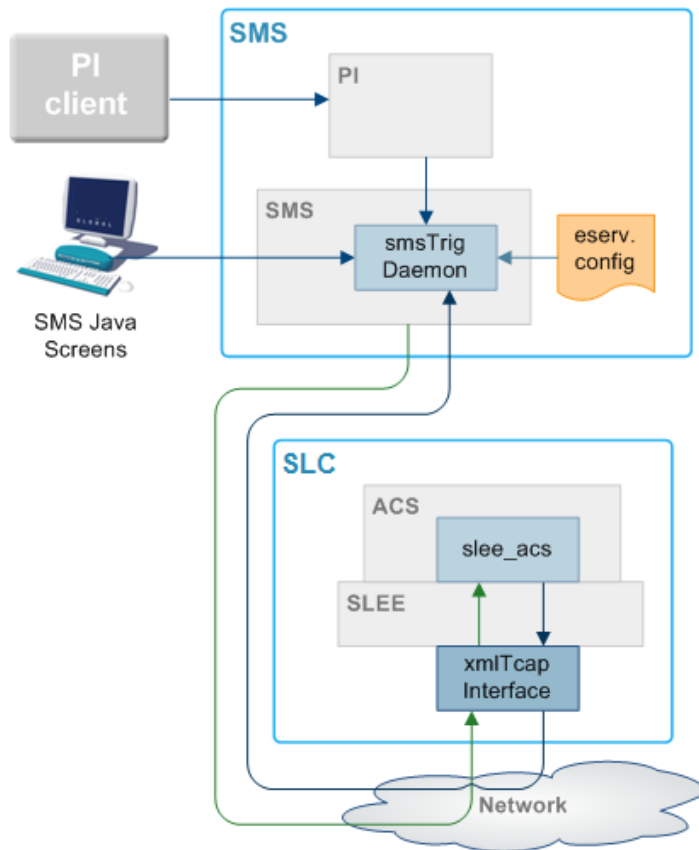 SMS
PI
client
PI
SMS
smsTrig
Daemon
eserv.
config
GLOBAL
SMS Java
Screens
SLC
ACS
slee_acs
SLEE
xmlTcap
Interface
Network